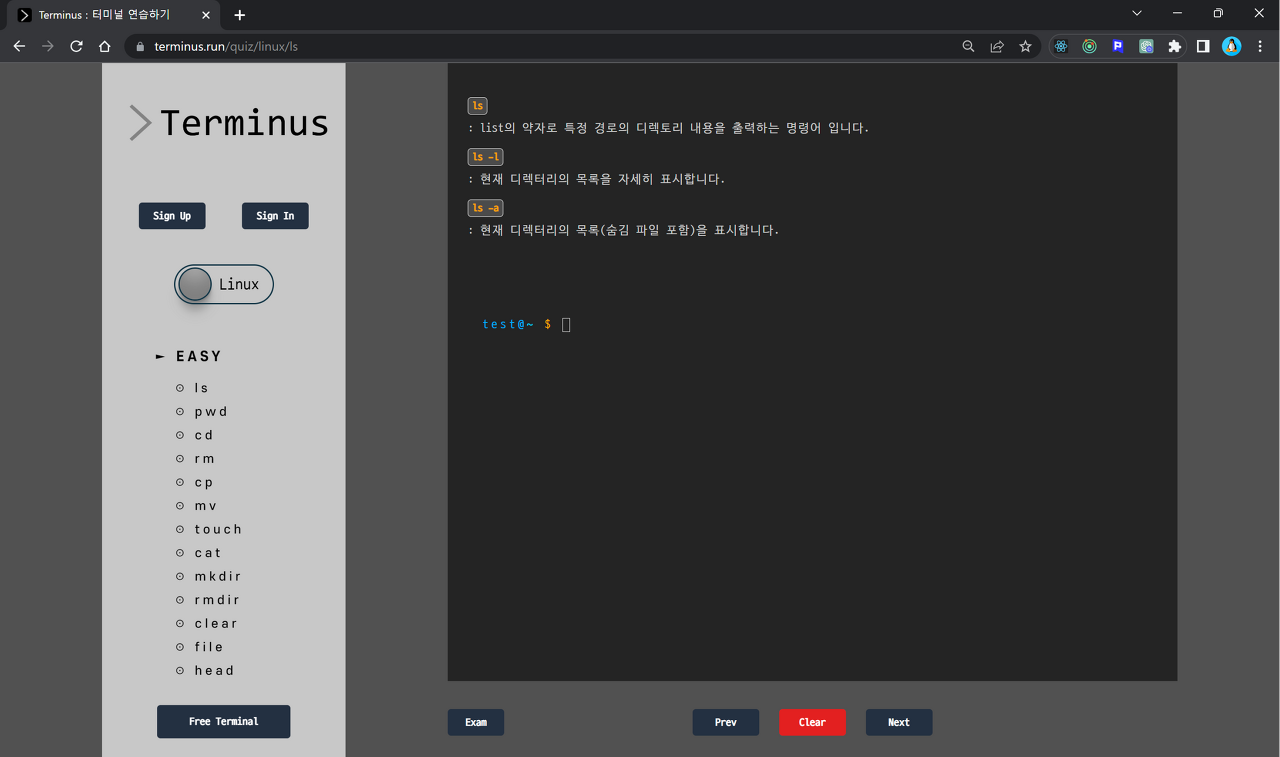 Terminus : 터미널 연습하기
terminus.run/quiz/linux/ls
Terminus
Sign Up
Sign In
Linux
► EASY
ls
pwd
cd
rm
cp
mv
touch
cat
mkdir
rmdir
clear
file
head
Free Terminal
ls
: list의 약자로 특정 경로의 디렉토리 내용을 출력하는 명령어 입니다.
ls -l
: 현재 디렉터리의 목록을 자세히 표시합니다.
ls -a
: 현재 디렉터리의 목록(숨김 파일 포함)을 표시합니다.
test@~ $
Exam
Prev
Clear
Next